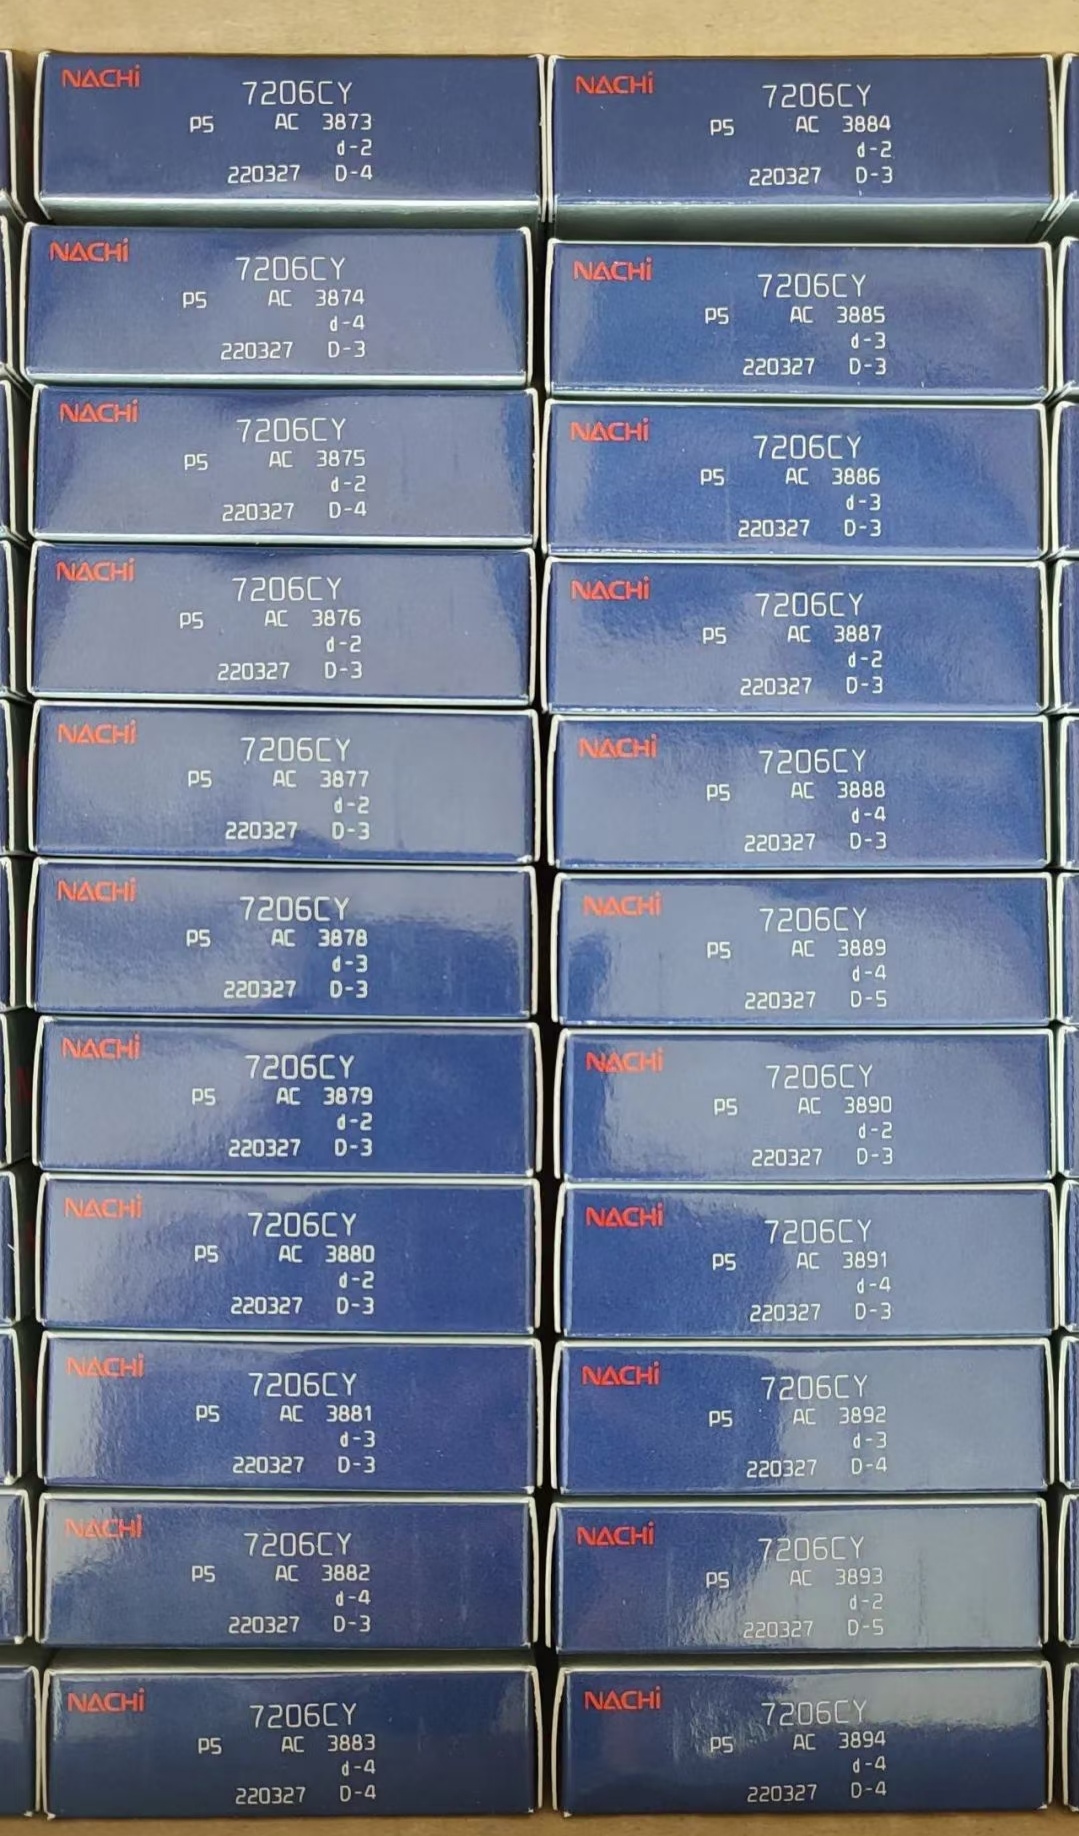 NACHi
7206CY
P5 AC 3873
d-2
220327 D-4
NACHi
7206CY
P5 AC 3874
d-4
220327 D-3
NACHi
7206CY
P5 AC 3875
d-2
220327 D-4
NACHi
7206CY
P5 AC 3876
d-2
220327 D-3
NACHi
7206CY
P5 AC 3877
d-2
220327 D-3
NACHi
7206CY
P5 AC 3878
d-3
220327 D-3
NACHi
7206CY
P5 AC 3879
d-2
220327 D-3
NACHi
7206CY
P5 AC 3880
d-2
220327 D-3
NACHi
7206CY
P5 AC 3881
d-3
220327 D-3
NACHi
7206CY
P5 AC 3882
d-4
220327 D-3
NACHi
7206CY
P5 AC 3883
d-4
220327 D-4
NACHi
7206CY
P5 AC 3884
d-2
220327 D-3
NACHi
7206CY
P5 AC 3885
d-3
220327 D-3
NACHi
7206CY
P5 AC 3886
d-3
220327 D-3
NACHi
7206CY
P5 AC 3887
d-2
220327 D-3
NACHi
7206CY
P5 AC 3888
d-4
220327 D-3
NACHi
7206CY
P5 AC 3889
d-4
220327 D-5
NACHi
7206CY
P5 AC 3890
d-2
220327 D-3
NACHi
7206CY
P5 AC 3891
d-4
220327 D-3
NACHi
7206CY
P5 AC 3892
d-3
220327 D-4
NACHi
7206CY
P5 AC 3893
d-2
220327 D-5
NACHi
7206CY
P5 AC 3894
d-4
220327 D-4